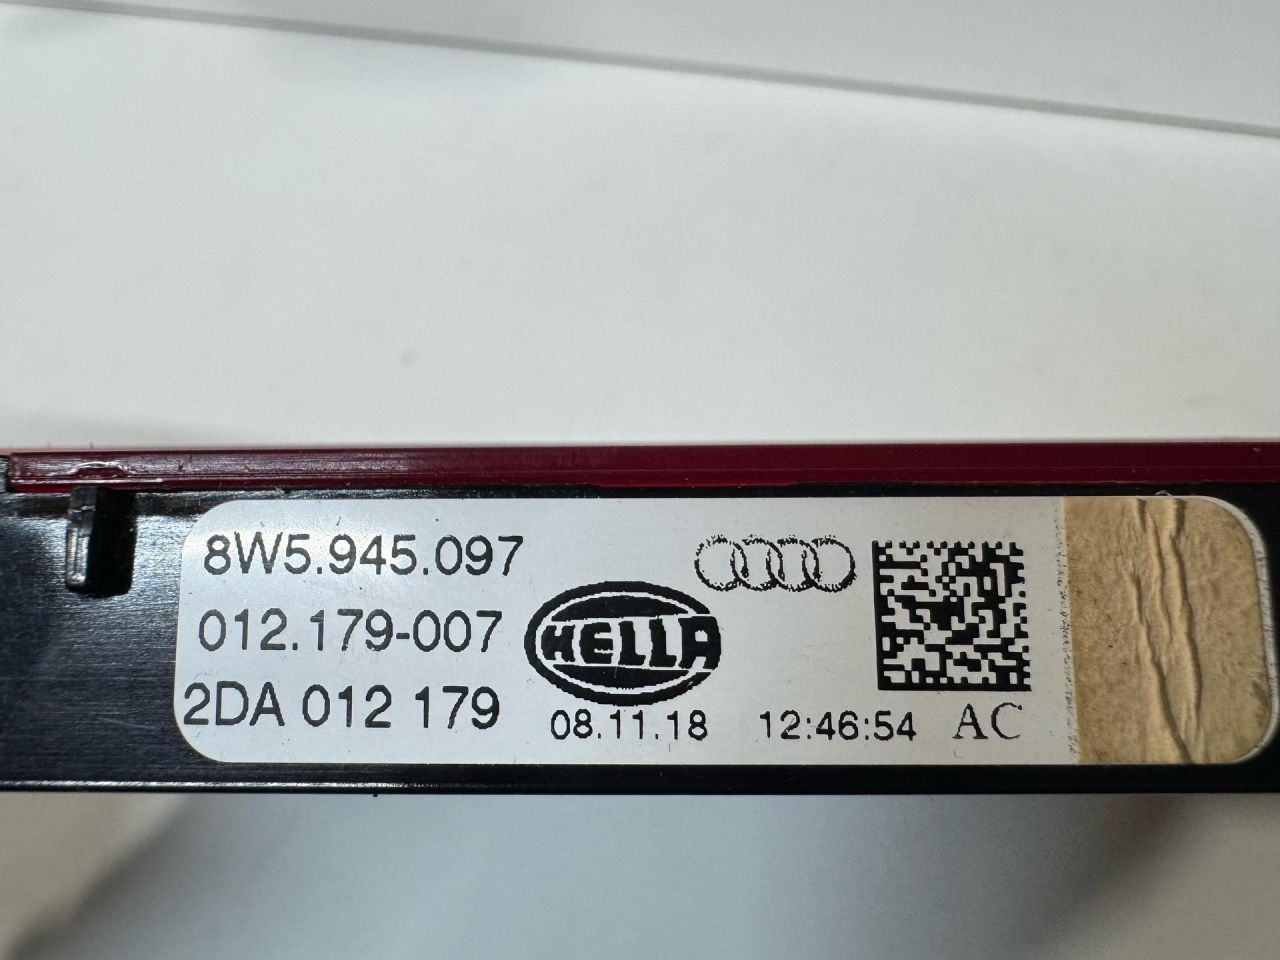 8W5.945.097
012.179-007
HELLA
2DA 012 179
08.11.18 12:46:54 AC